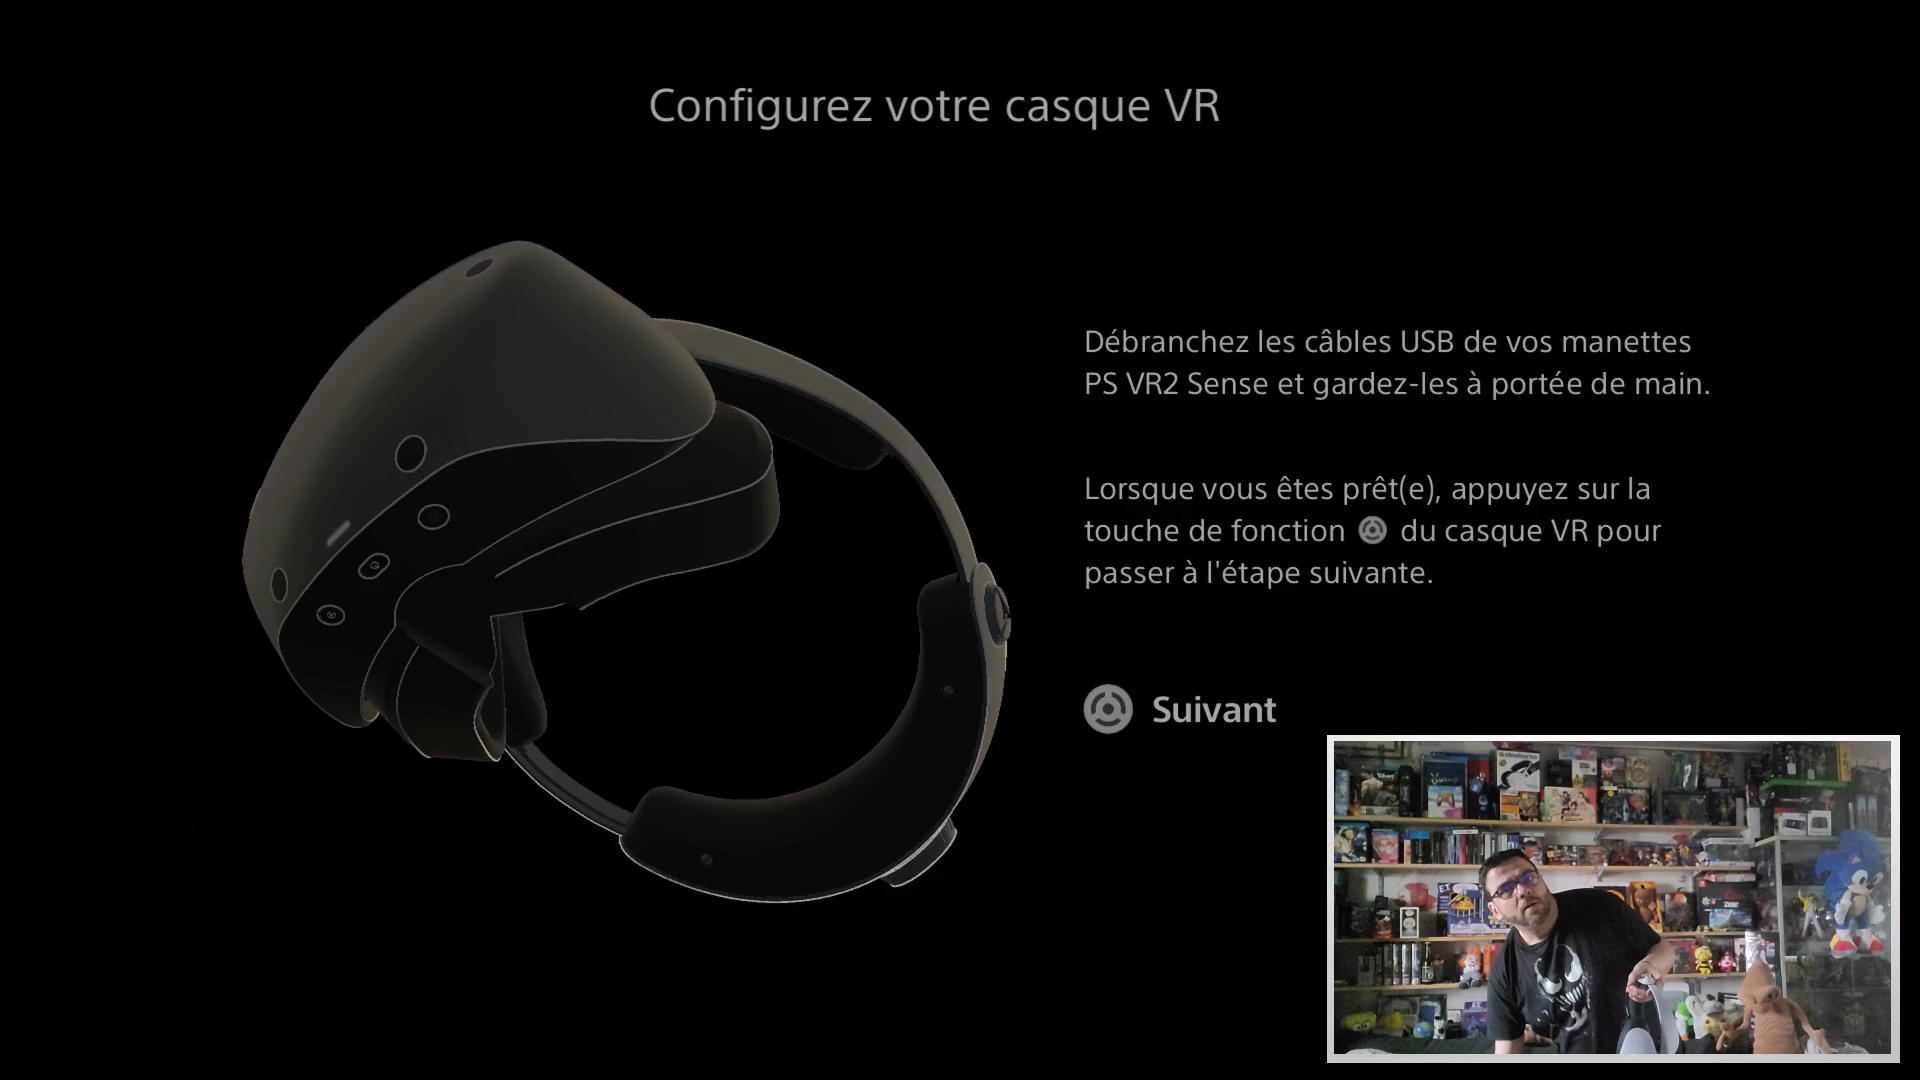 Configurez votre casque VR
Débranchez les câbles USB de vos manettes
PS VR2 Sense et gardez-les à portée de main.
Lorsque vous êtes prêt(e), appuyez sur la
touche de fonction du casque VR pour
passer à l'étape suivante.
Suivant